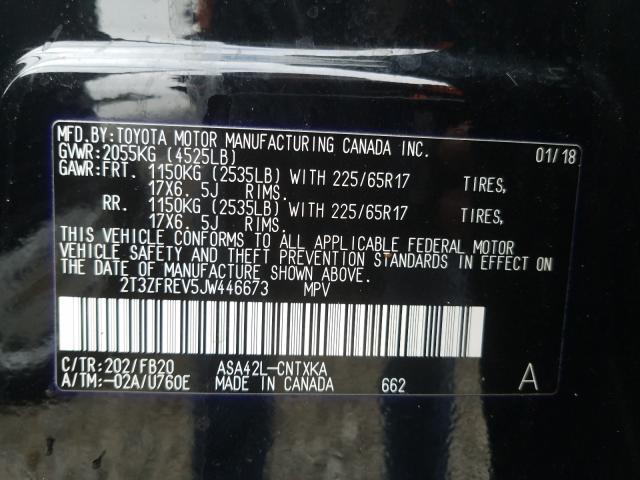 MFD.BY:TOYOTA MOTOR MANUFACTURING CANADA INC. 01/18
GVWR:2055KG (4525LB)
GAWR:FRT. 1150KG (2535LB) WITH 225/65R17 TIRES,
17X6. 5J RIMS.
RR. 1150KG (2535LB) WITH 225/65R17 TIRES,
17X6. 5J RIMS.
THIS VEHICLE CONFORMS TO ALL APPLICABLE FEDERAL MOTOR
VEHICLE SAFETY AND THEFT PREVENTION STANDARDS IN EFFECT ON
THE DATE OF MANUFACTURE SHOWN ABOVE.
2T3ZFREV5JW446673 MPV
C/TR:202/FB20 ASA42L-CNTXKA
A/TM:-02A/U760E MADE IN CANADA 662 A